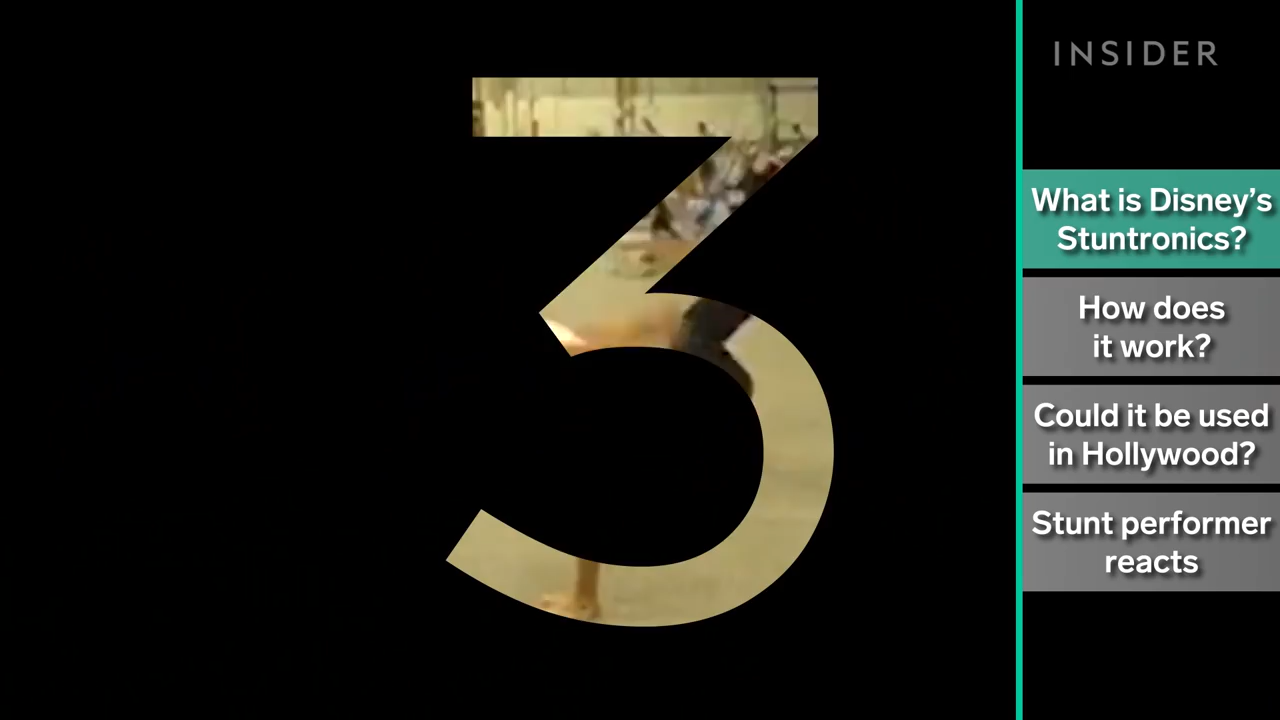 3
INSIDER
What is Disney’s
Stuntronics?
How does
it work?
Could it be used
in Hollywood?
Stunt performer
reacts